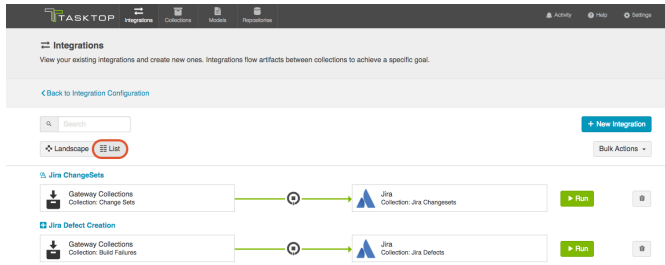 TASKTOP
Integrations
Collections
Models
Repositories
Activity
Help
Settings
Integrations
View your existing integrations and create new ones. Integrations flow artifacts between collections to achieve a specific goal.
Back to Integration Configuration
Search
+ New Integration
Landscape
List
Bulk Actions
Jira ChangeSets
Gateway Collections
Collection: Change Sets
Jira
Collection: Jira Changesets
Run
Jira Defect Creation
Gateway Collections
Collection: Build Failures
Jira
Collection: Jira Defects
Run